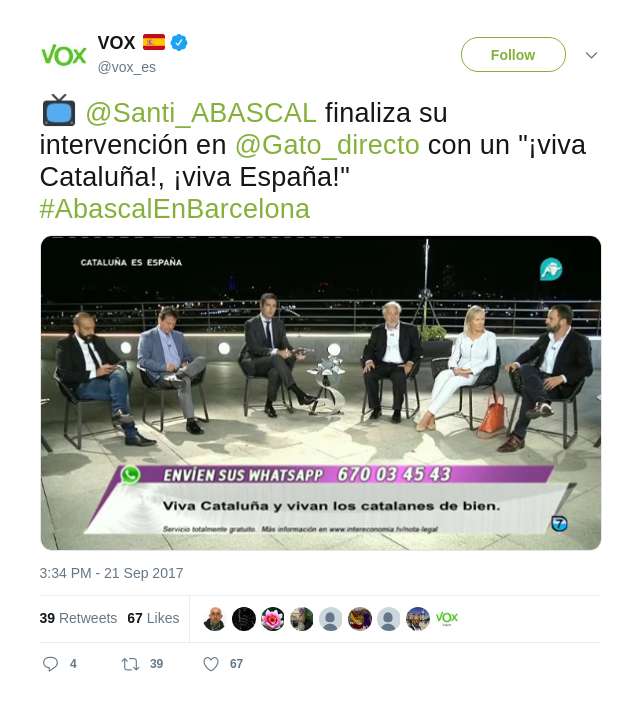 VOX
VOX
@vox_es
Follow
@Santi_ABASCAL finaliza su
intervención en @Gato_directo con un "¡viva
Cataluña!, ¡viva España!"
#AbascalEnBarcelona
CATALUÑA ES ESPAÑA
ENVÍEN SUS WHATSAPP 670 03 45 43
Viva Cataluña y vivan los catalanes de bien.
Servicio totalmente gratuito. Más información en www.intereconomia.tv/nota-legal
7
3:34 PM - 21 Sep 2017
39 Retweets 67 Likes
VOX
4 39 67